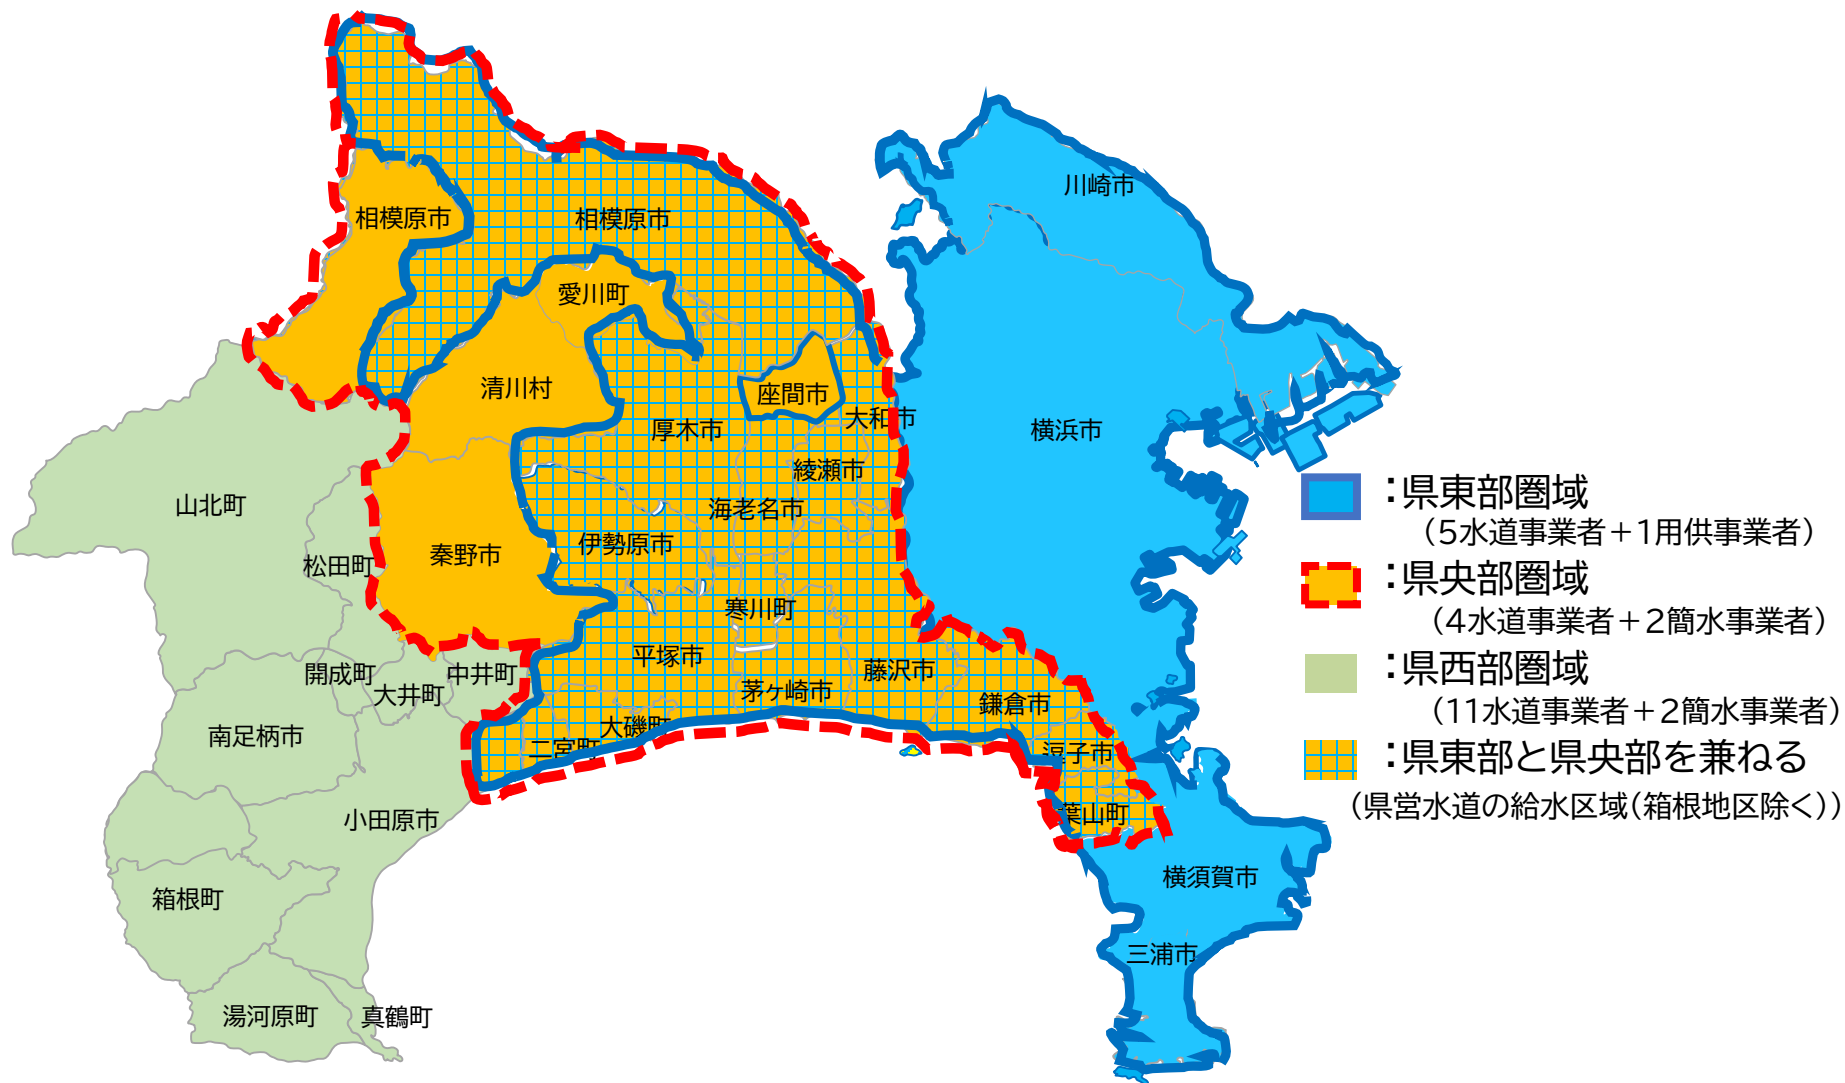 川崎市
相模原市
相模原市
愛川町
清川村
座間市
大和市
厚木市
横浜市
綾瀬市
山北町
海老名市
伊勢原市
秦野市
松田町
寒川町
平塚市
藤沢市
開成町
中井町
大井町
茅ヶ崎市
鎌倉市
南足柄市
大磯町
二宮町
逗子市
小田原市
葉山町
横須賀市
箱根町
三浦市
湯河原町
真鶴町
：県東部圏域
（5水道事業者＋1用供事業者）
：県央部圏域
（4水道事業者＋2簡水事業者）
：県西部圏域
（11水道事業者＋2簡水事業者）
：県東部と県央部を兼ねる
（県営水道の給水区域（箱根地区除く））